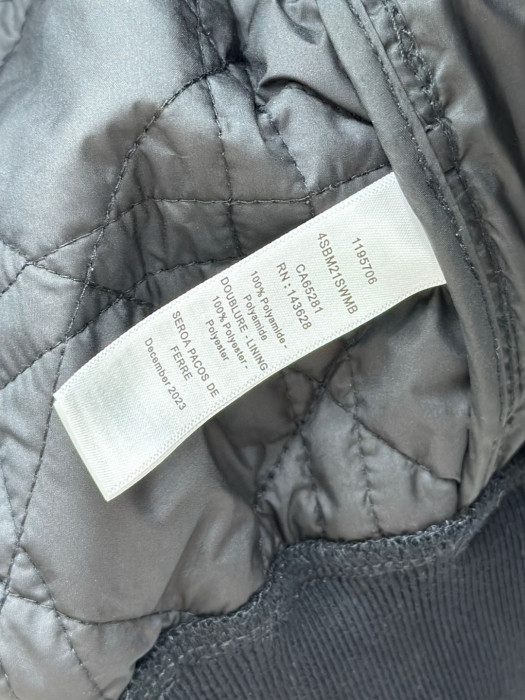 1195706
4SBM21SWMB
CA65281
RN : 143628
100% Polyamide -
Polyamide
DOUBLURE - LINING
100% Polyester -
Polyester
SEROA PACOS DE
FERRE
December 2023